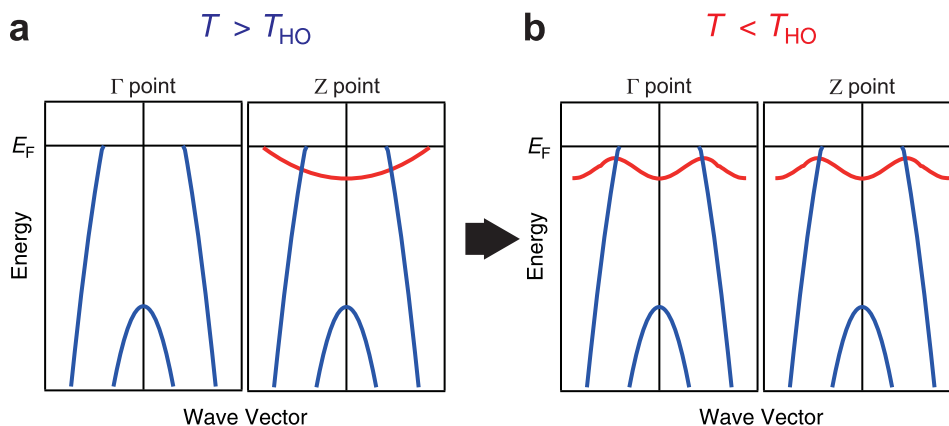 a
T > T_HO
Γ point
Z point
E_F
Energy
Wave Vector
b
T < T_HO
Γ point
Z point
E_F
Energy
Wave Vector